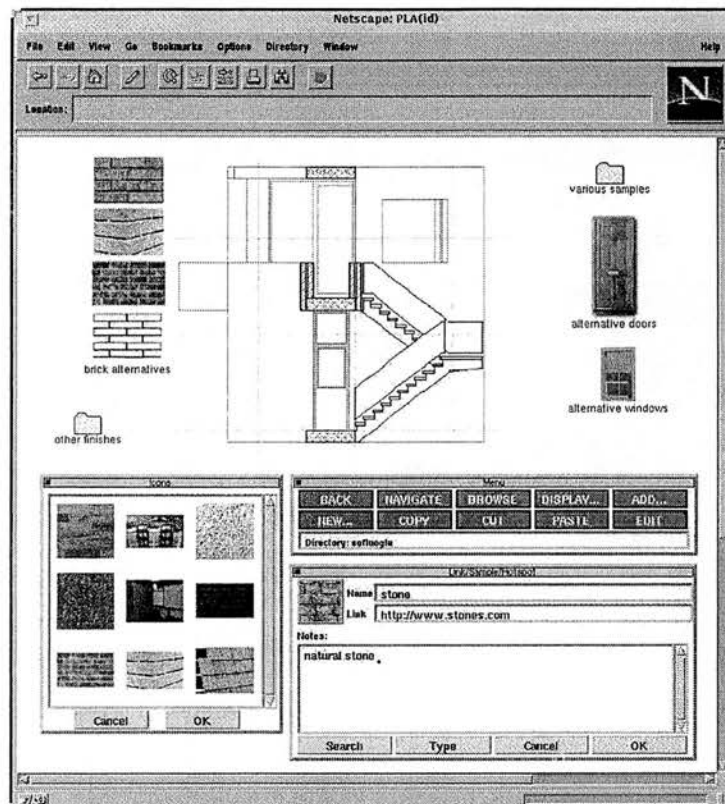 Netscape: PLA(id)
File Edit View Go Bookmarks Options Directory Window Help
Location:
N
various samples
alternative doors
brick alternatives
alternative windows
other finishes
Icons
Cancel OK
Menu
BACK NAVIGATE BROWSE DISPLAY... ADD...
NEW... COPY CUT PASTE EDIT
Directory:
Link/Sample/Hotspot
Name stone
Link http://www.stones.com
Notes:
natural stone
Search Type Cancel OK